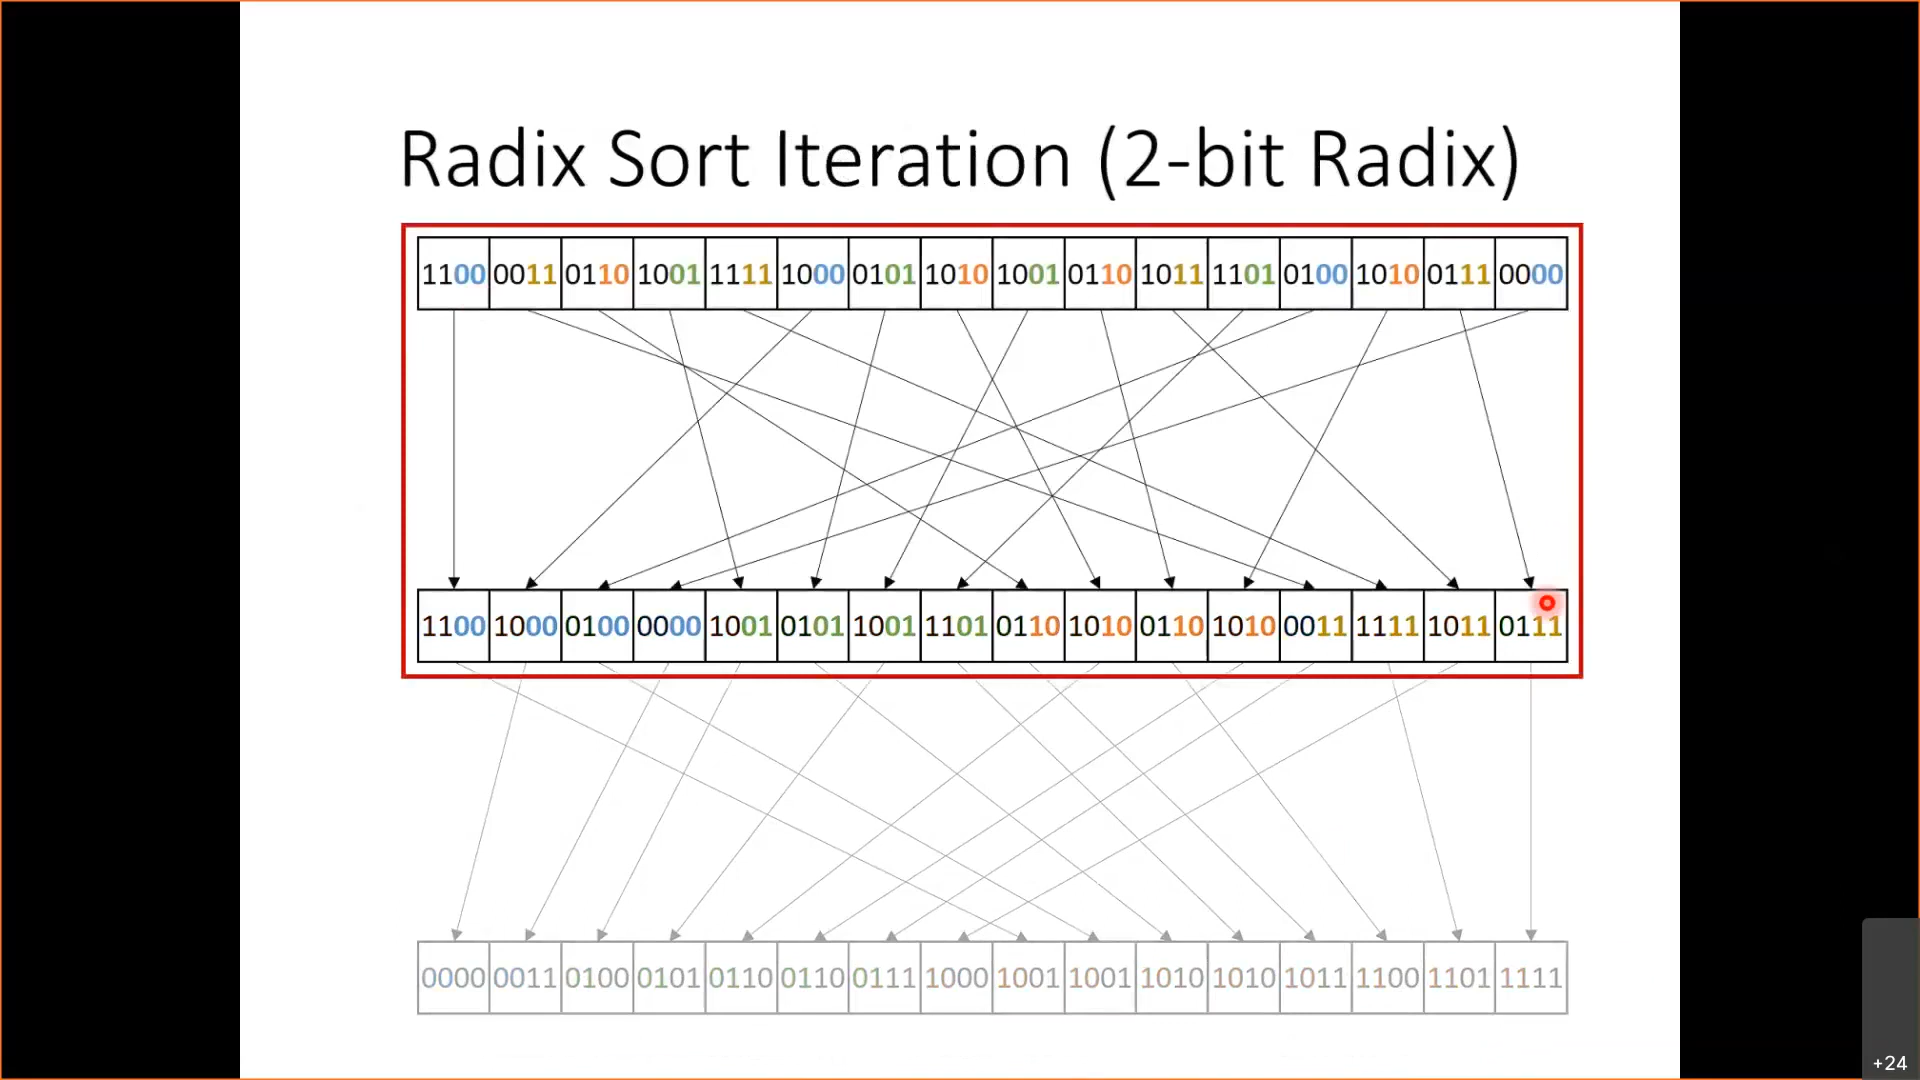 Radix Sort Iteration (2-bit Radix)
1100 0011 0110 1001 1111 1000 0101 1010 1001 0110 1011 1101 0100 1010 0111 0000
1100 1000 0100 0000 1001 0101 1001 1101 0110 1010 0110 1010 0011 1111 1011 0111
0000 0011 0100 0101 0110 0110 0111 1000 1001 1001 1010 1010 1011 1100 1101 1111
+24